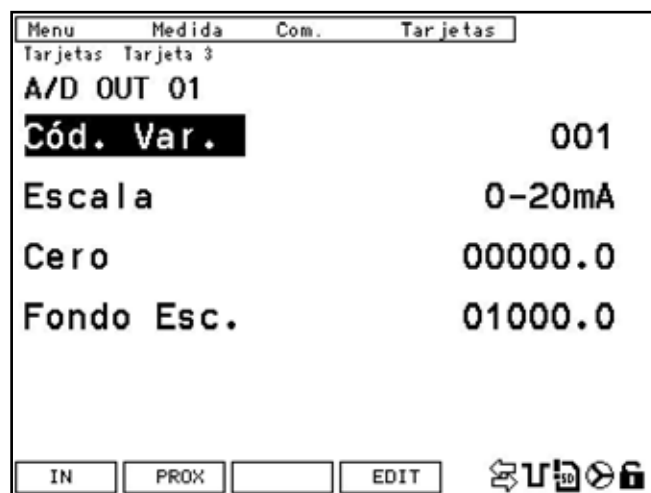 Menu Medida Com. Tarjetas
Tarjetas Tarjeta 3
A/D OUT 01
Cód. Var. 001
Escala 0-20mA
Cero 00000.0
Fondo Esc. 01000.0
IN PROX EDIT SD